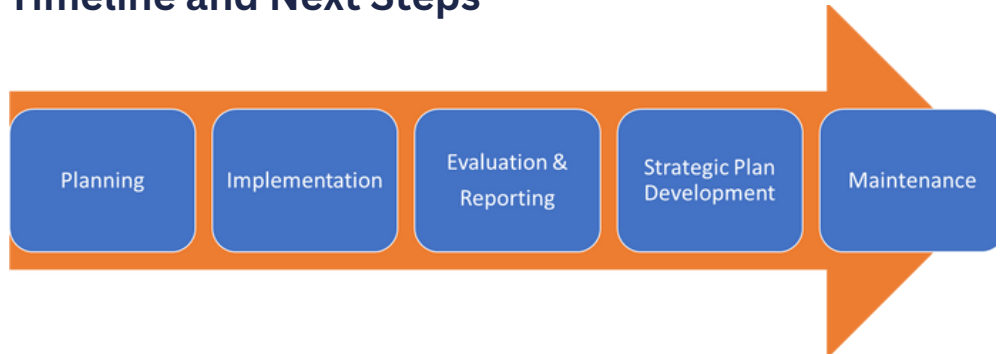 Timeline and Next Steps
Planning
Implementation
Evaluation &
Reporting
Strategic Plan
Development
Maintenance